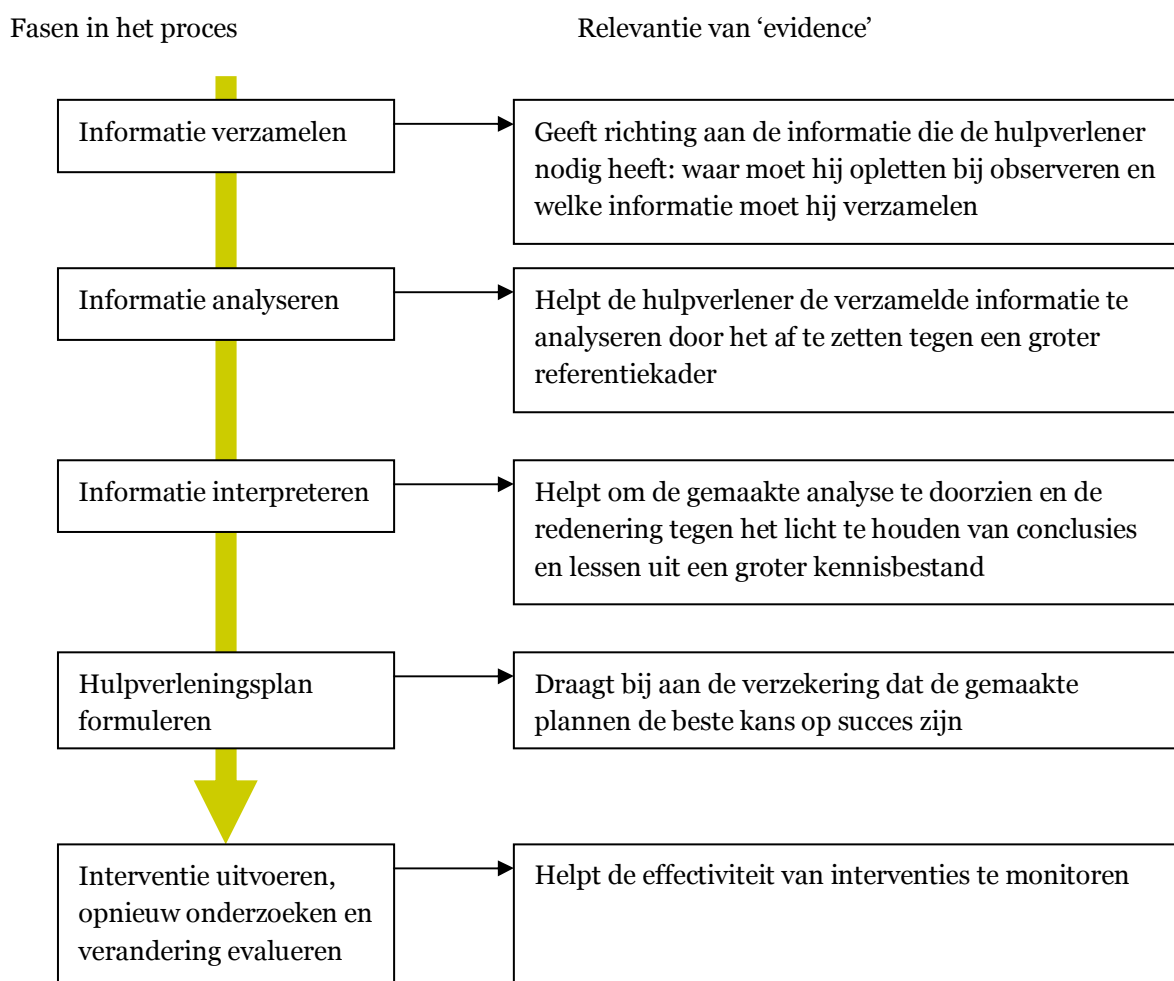 Fasen in het proces
Relevantie van ‘evidence’
Informatie verzamelen
Geeft richting aan de informatie die de hulpverlener
nodig heeft: waar moet hij opletten bij observeren en
welke informatie moet hij verzamelen
Informatie analyseren
Helpt de hulpverlener de verzamelde informatie te
analyseren door het af te zetten tegen een groter
referentiekader
Informatie interpreteren
Helpt om de gemaakte analyse te doorzien en de
redenering tegen het licht te houden van conclusies
en lessen uit een groter kennisbestand
Hulpverleningsplan
formuleren
Draagt bij aan de verzekering dat de gemaakte
plannen de beste kans op succes zijn
Interventie uitvoeren,
opnieuw onderzoeken en
verandering evalueren
Helpt de effectiviteit van interventies te monitoren